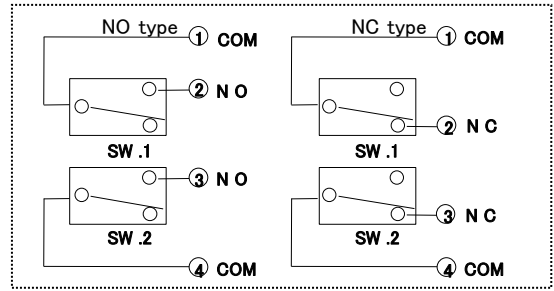 NO type ① COM
② N O
SW .1
③ N O
SW .2
④ COM
NC type ① COM
② N C
SW .1
③ N C
SW .2
④ COM